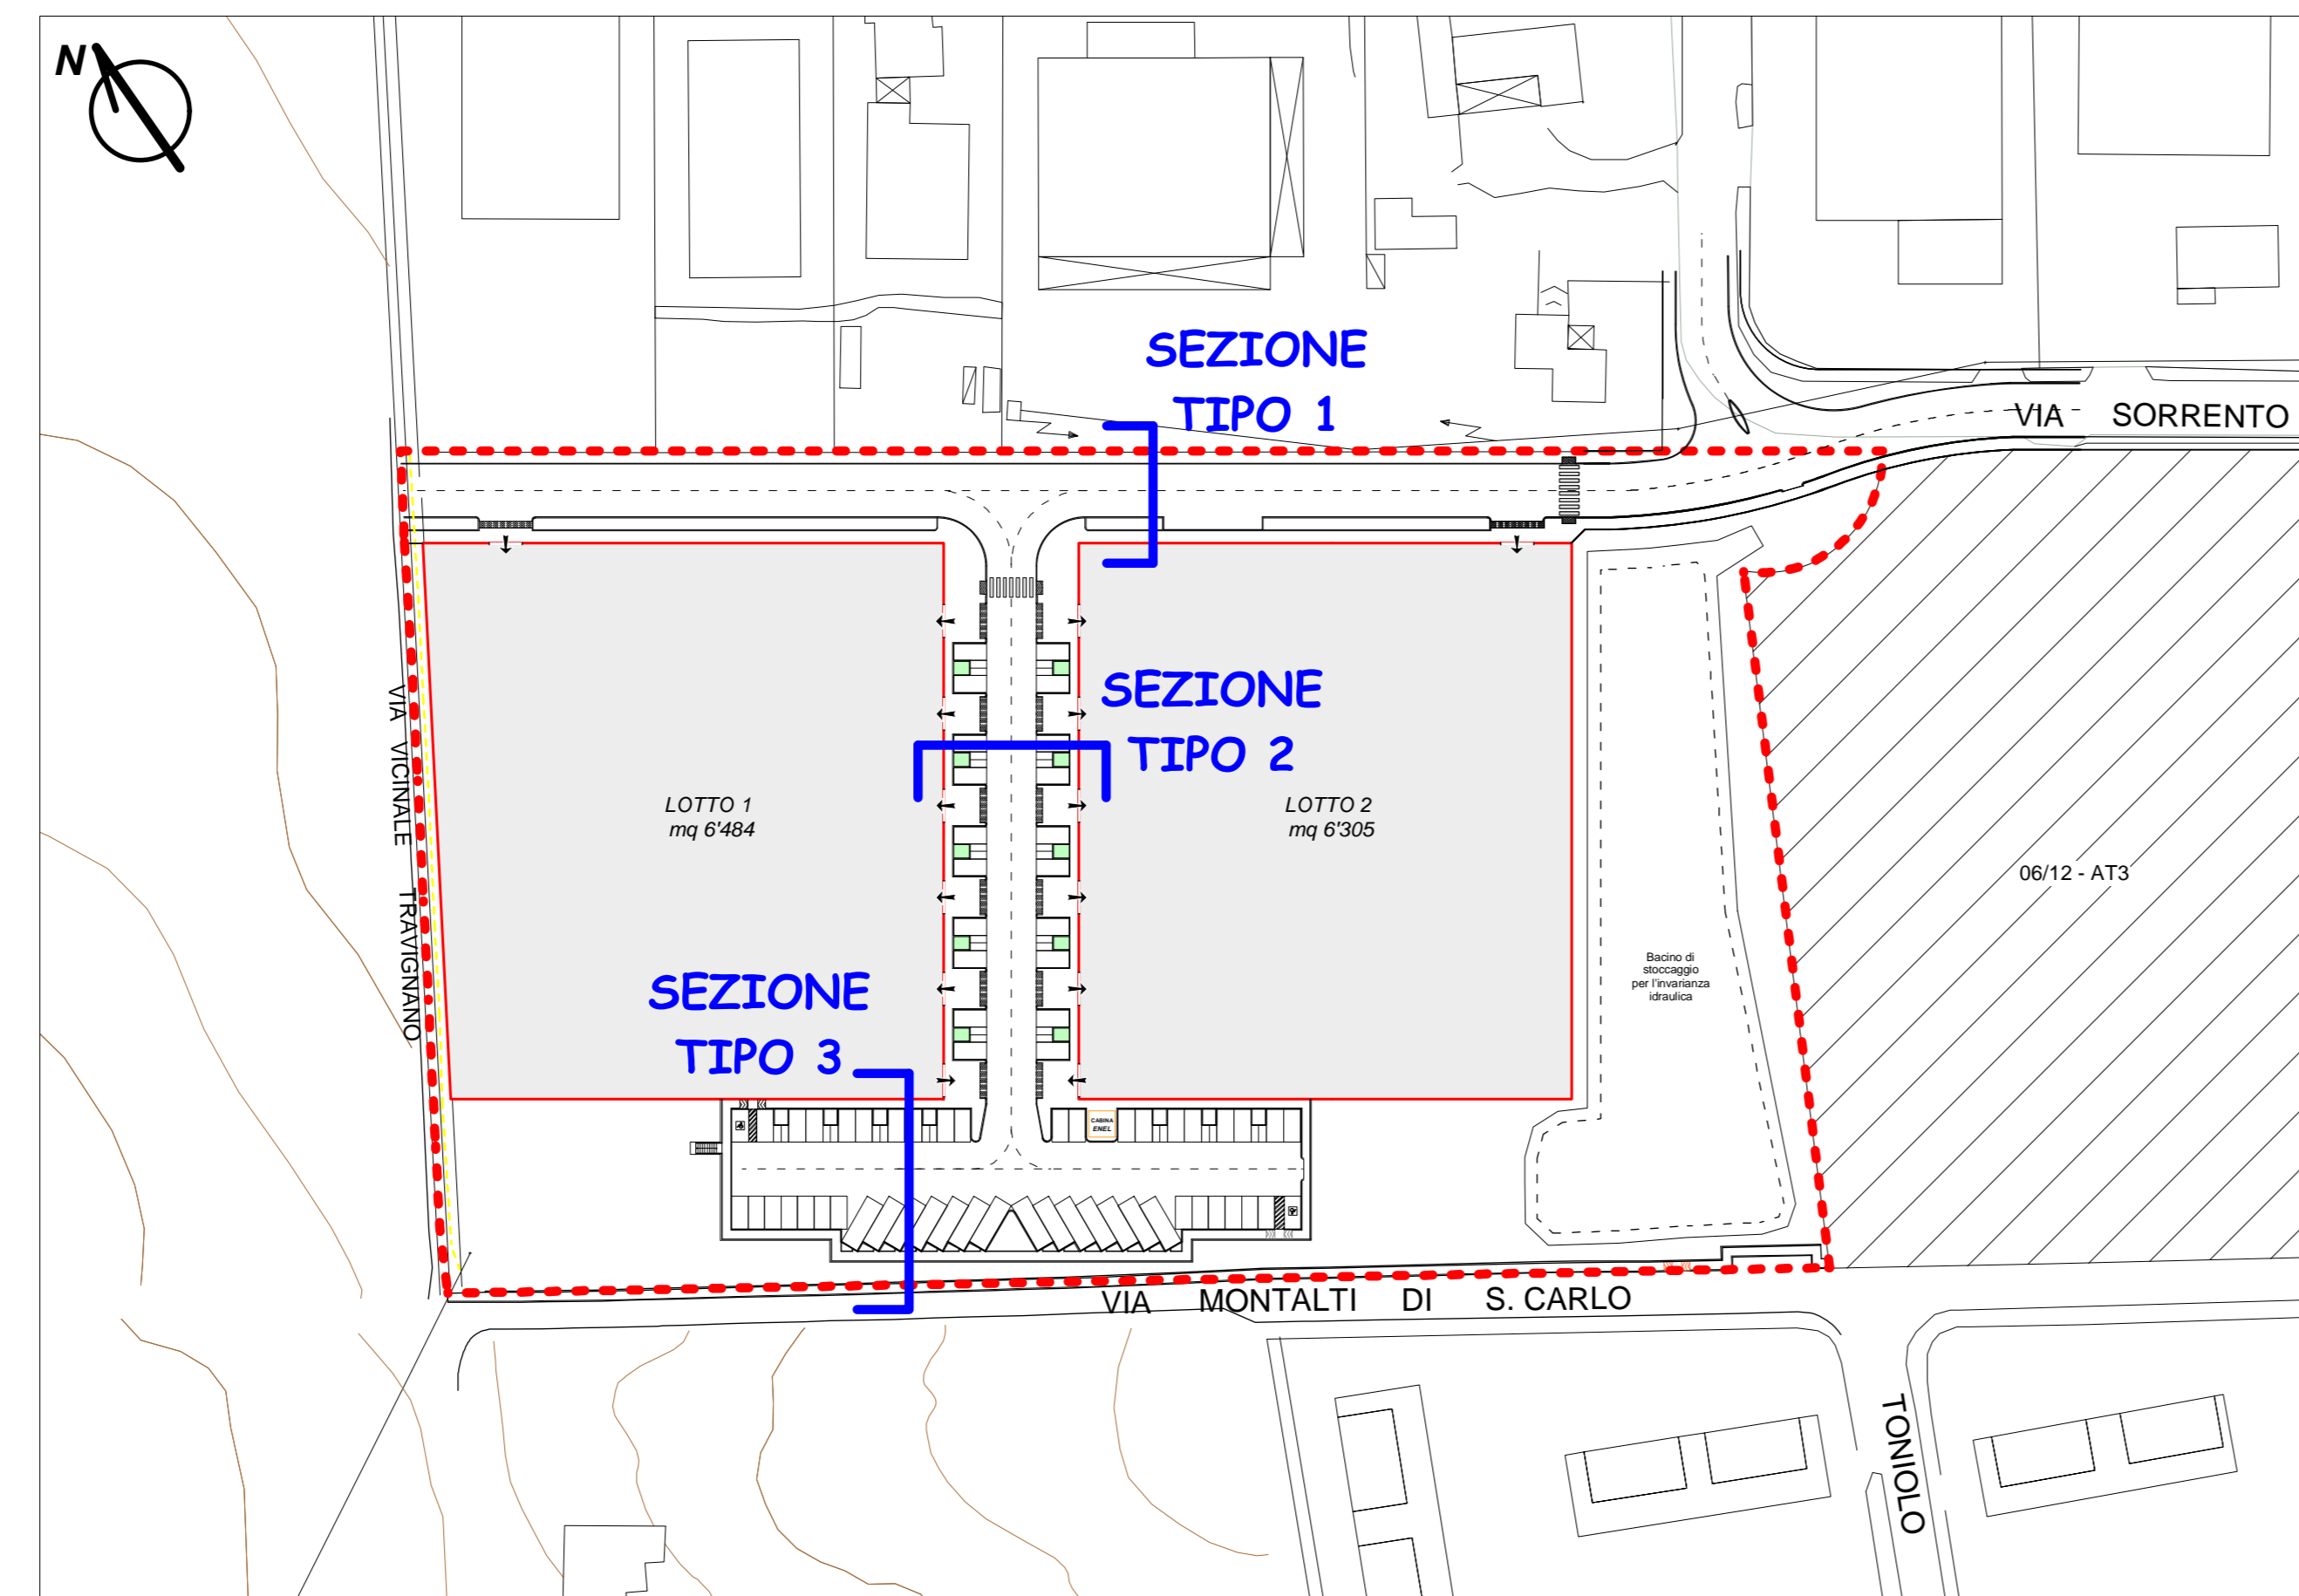 N
SEZIONE
TIPO 1
VIA SORRENTO
SEZIONE
TIPO 2
VIA VICINALE TRAVIGNANO
LOTTO 1
mq 6'484
LOTTO 2
mq 6'305
06/12 - AT3
Bacino di
stoccaggio
per l'invarianza
idraulica
SEZIONE
TIPO 3
CABINA
ENEL
VIA MONTALTI DI S. CARLO
TONIOLO